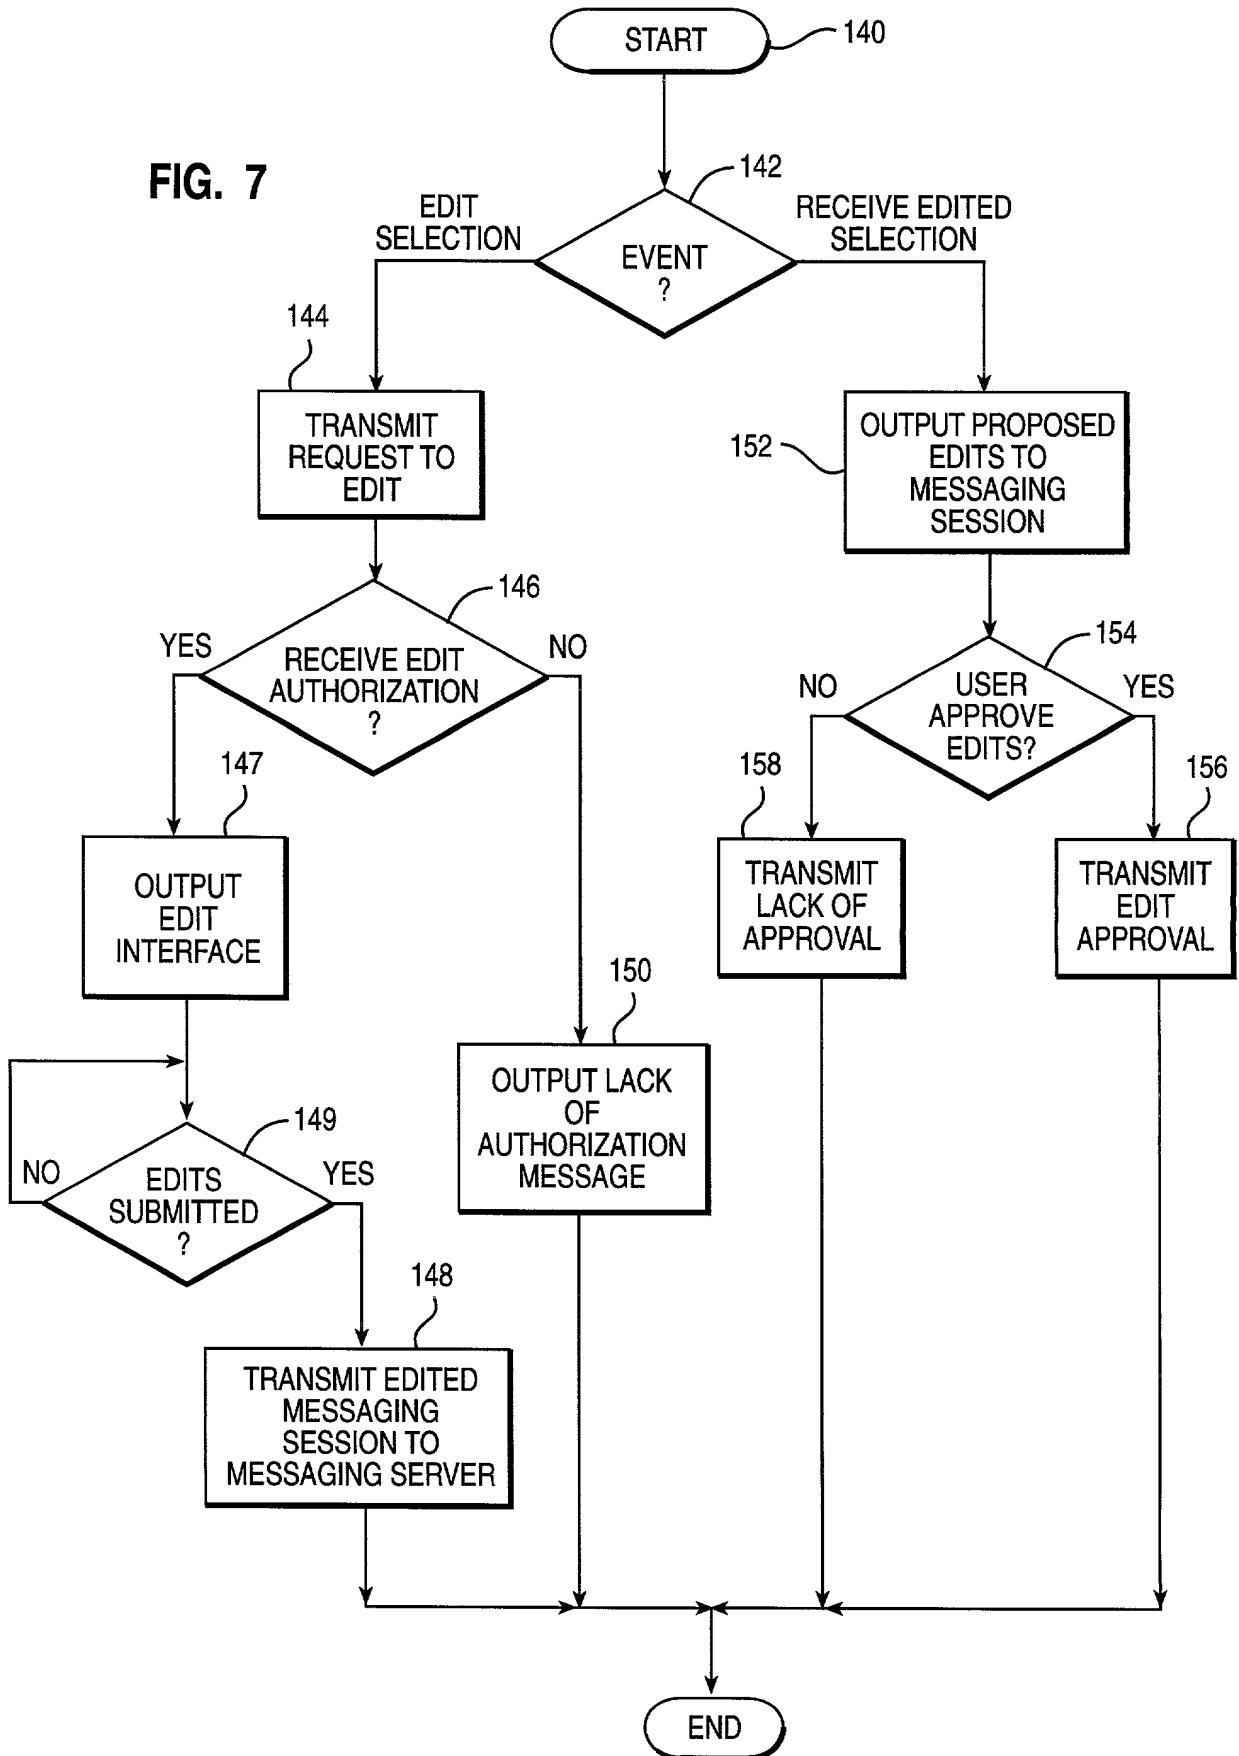 START
140
FIG. 7
142
EDIT
SELECTION
RECEIVE EDITED
SELECTION
EVENT
?
144
TRANSMIT
REQUEST TO
EDIT
152
OUTPUT PROPOSED
EDITS TO
MESSAGING
SESSION
146
YES
NO
RECEIVE EDIT
AUTHORIZATION
?
154
NO
YES
USER
APPROVE
EDITS?
147
OUTPUT
EDIT
INTERFACE
158
TRANSMIT
LACK OF
APPROVAL
156
TRANSMIT
EDIT
APPROVAL
150
OUTPUT LACK
OF
AUTHORIZATION
MESSAGE
149
NO
YES
EDITS
SUBMITTED
?
148
TRANSMIT EDITED
MESSAGING
SESSION TO
MESSAGING SERVER
END